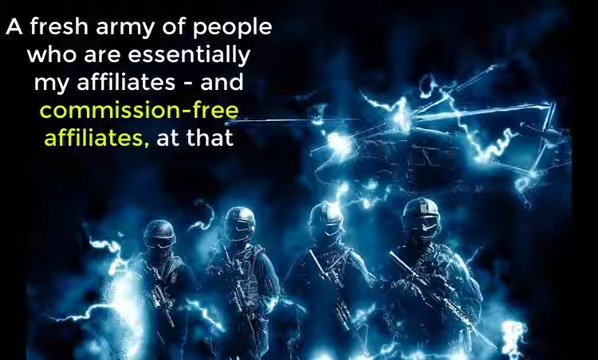 A fresh army of people
who are essentially
my affiliates - and
commission-free
affiliates, at that